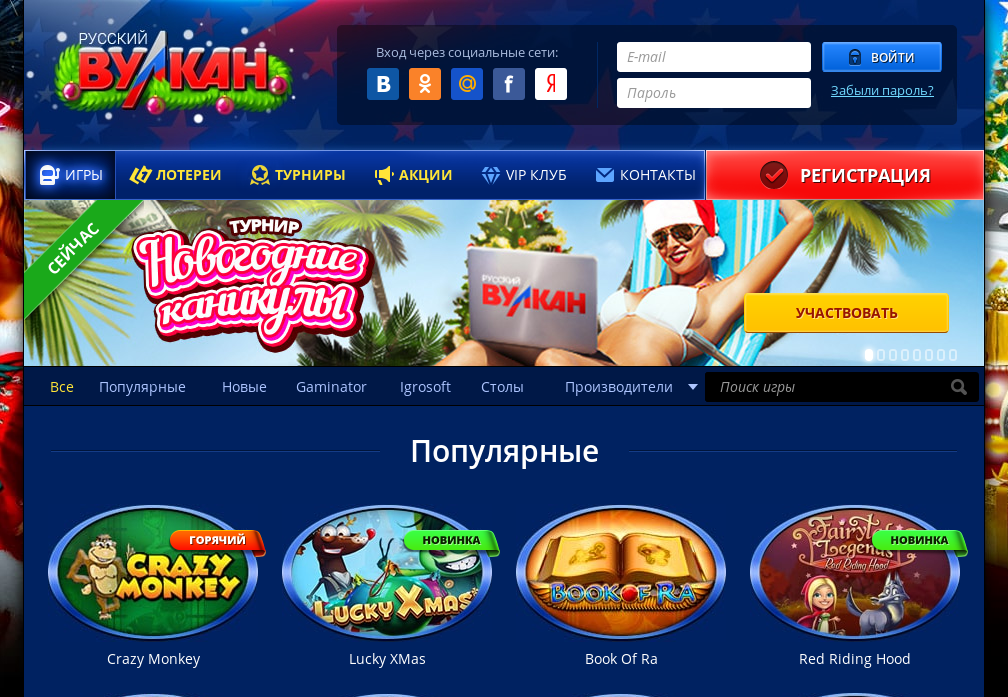 РУССКИЙ
ВУЛКАН
Вход через социальные сети:
E-mail
ВОЙТИ
Пароль
Забыли пароль?
ИГРЫ
ЛОТЕРЕИ
ТУРНИРЫ
АКЦИИ
VIP КЛУБ
КОНТАКТЫ
РЕГИСТРАЦИЯ
СЕЙЧАС
ТУРНИР
Новогодние
каникулы
РУССКИЙ
ВУЛКАН
УЧАСТВОВАТЬ
Все
Популярные
Новые
Gaminator
Igrosoft
Столы
Производители
Поиск игры
Популярные
ГОРЯЧИЙ
CRAZY
MONKEY
НОВИНКА
LUCKY XMAS
BOOK OF RA
НОВИНКА
Fairytale
Legends
Red Riding Hood
Crazy Monkey
Lucky XMas
Book Of Ra
Red Riding Hood